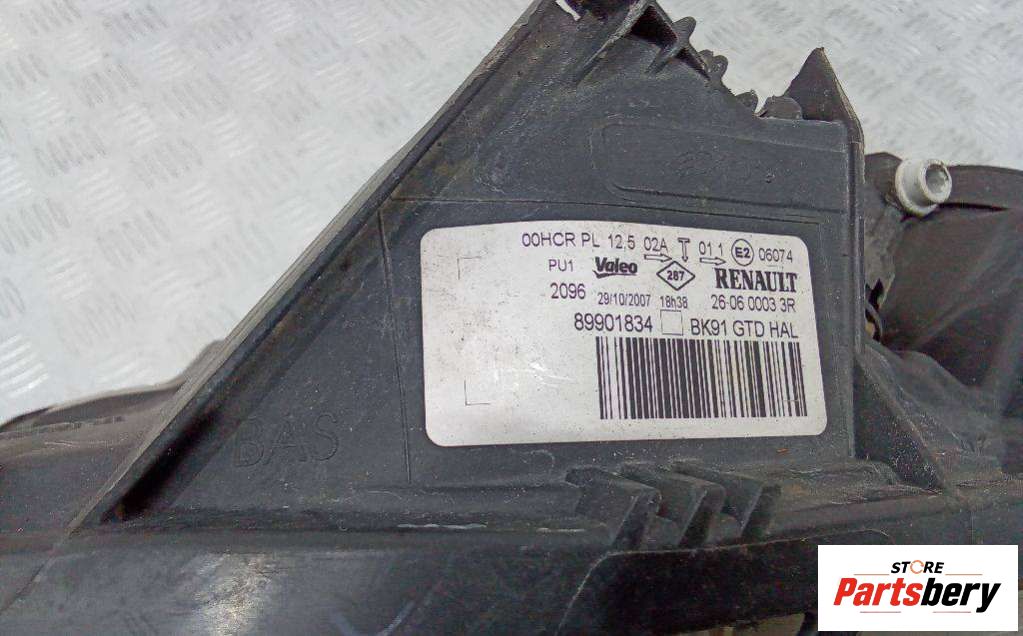 00HCR PL 12,5 02A T 01 1 E2 06074
PU1 Valeo 287 RENAULT
2096 29/10/2007 18h38 26·06 0003 3R
89901834 BK91 GTD HAL
BAS
STORE
Partsbery